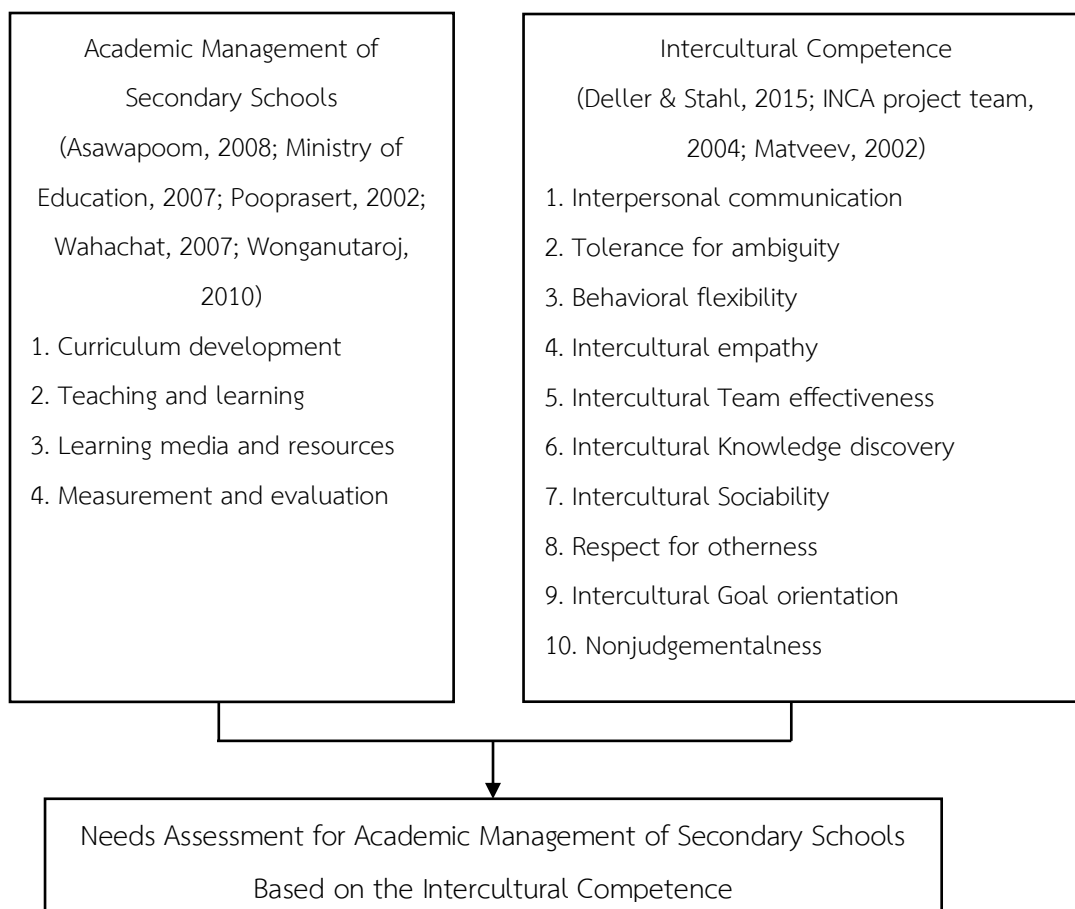 Academic Management of
Secondary Schools
(Asawapoom, 2008; Ministry of
Education, 2007; Pooprasert, 2002;
Wahachat, 2007; Wonganutaroj,
2010)
1. Curriculum development
2. Teaching and learning
3. Learning media and resources
4. Measurement and evaluation
Intercultural Competence
(Deller & Stahl, 2015; INCA project team,
2004; Matveev, 2002)
1. Interpersonal communication
2. Tolerance for ambiguity
3. Behavioral flexibility
4. Intercultural empathy
5. Intercultural Team effectiveness
6. Intercultural Knowledge discovery
7. Intercultural Sociability
8. Respect for otherness
9. Intercultural Goal orientation
10. Nonjudgementalness
Needs Assessment for Academic Management of Secondary Schools
Based on the Intercultural Competence